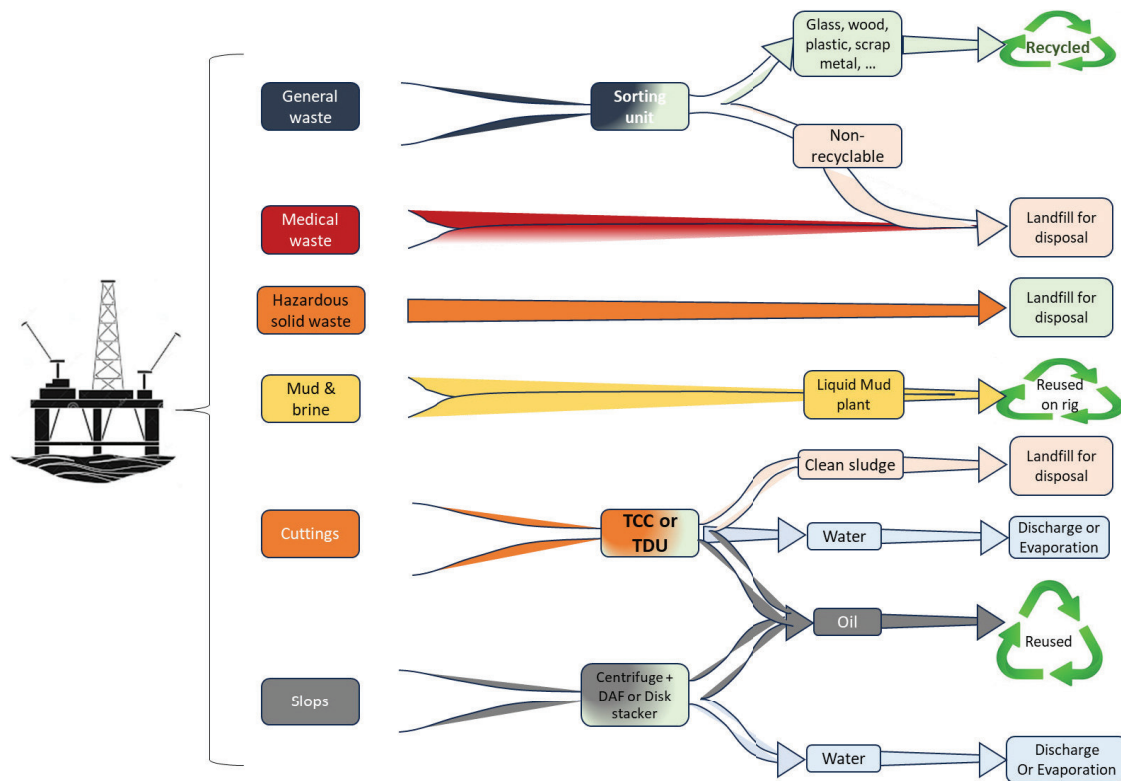 Glass, wood,
plastic, scrap
metal, ...
Recycled
General
waste
Sorting
unit
Non-
recyclable
Medical
waste
Landfill for
disposal
Hazardous
solid waste
Landfill for
disposal
Mud &
brine
Liquid Mud
plant
Reused
on rig
Clean sludge
Landfill for
disposal
Cuttings
TCC or
TDU
Water
Discharge or
Evaporation
Oil
Reused
Slops
Centrifuge +
DAF or Disk
stacker
Water
Discharge
Or Evaporation